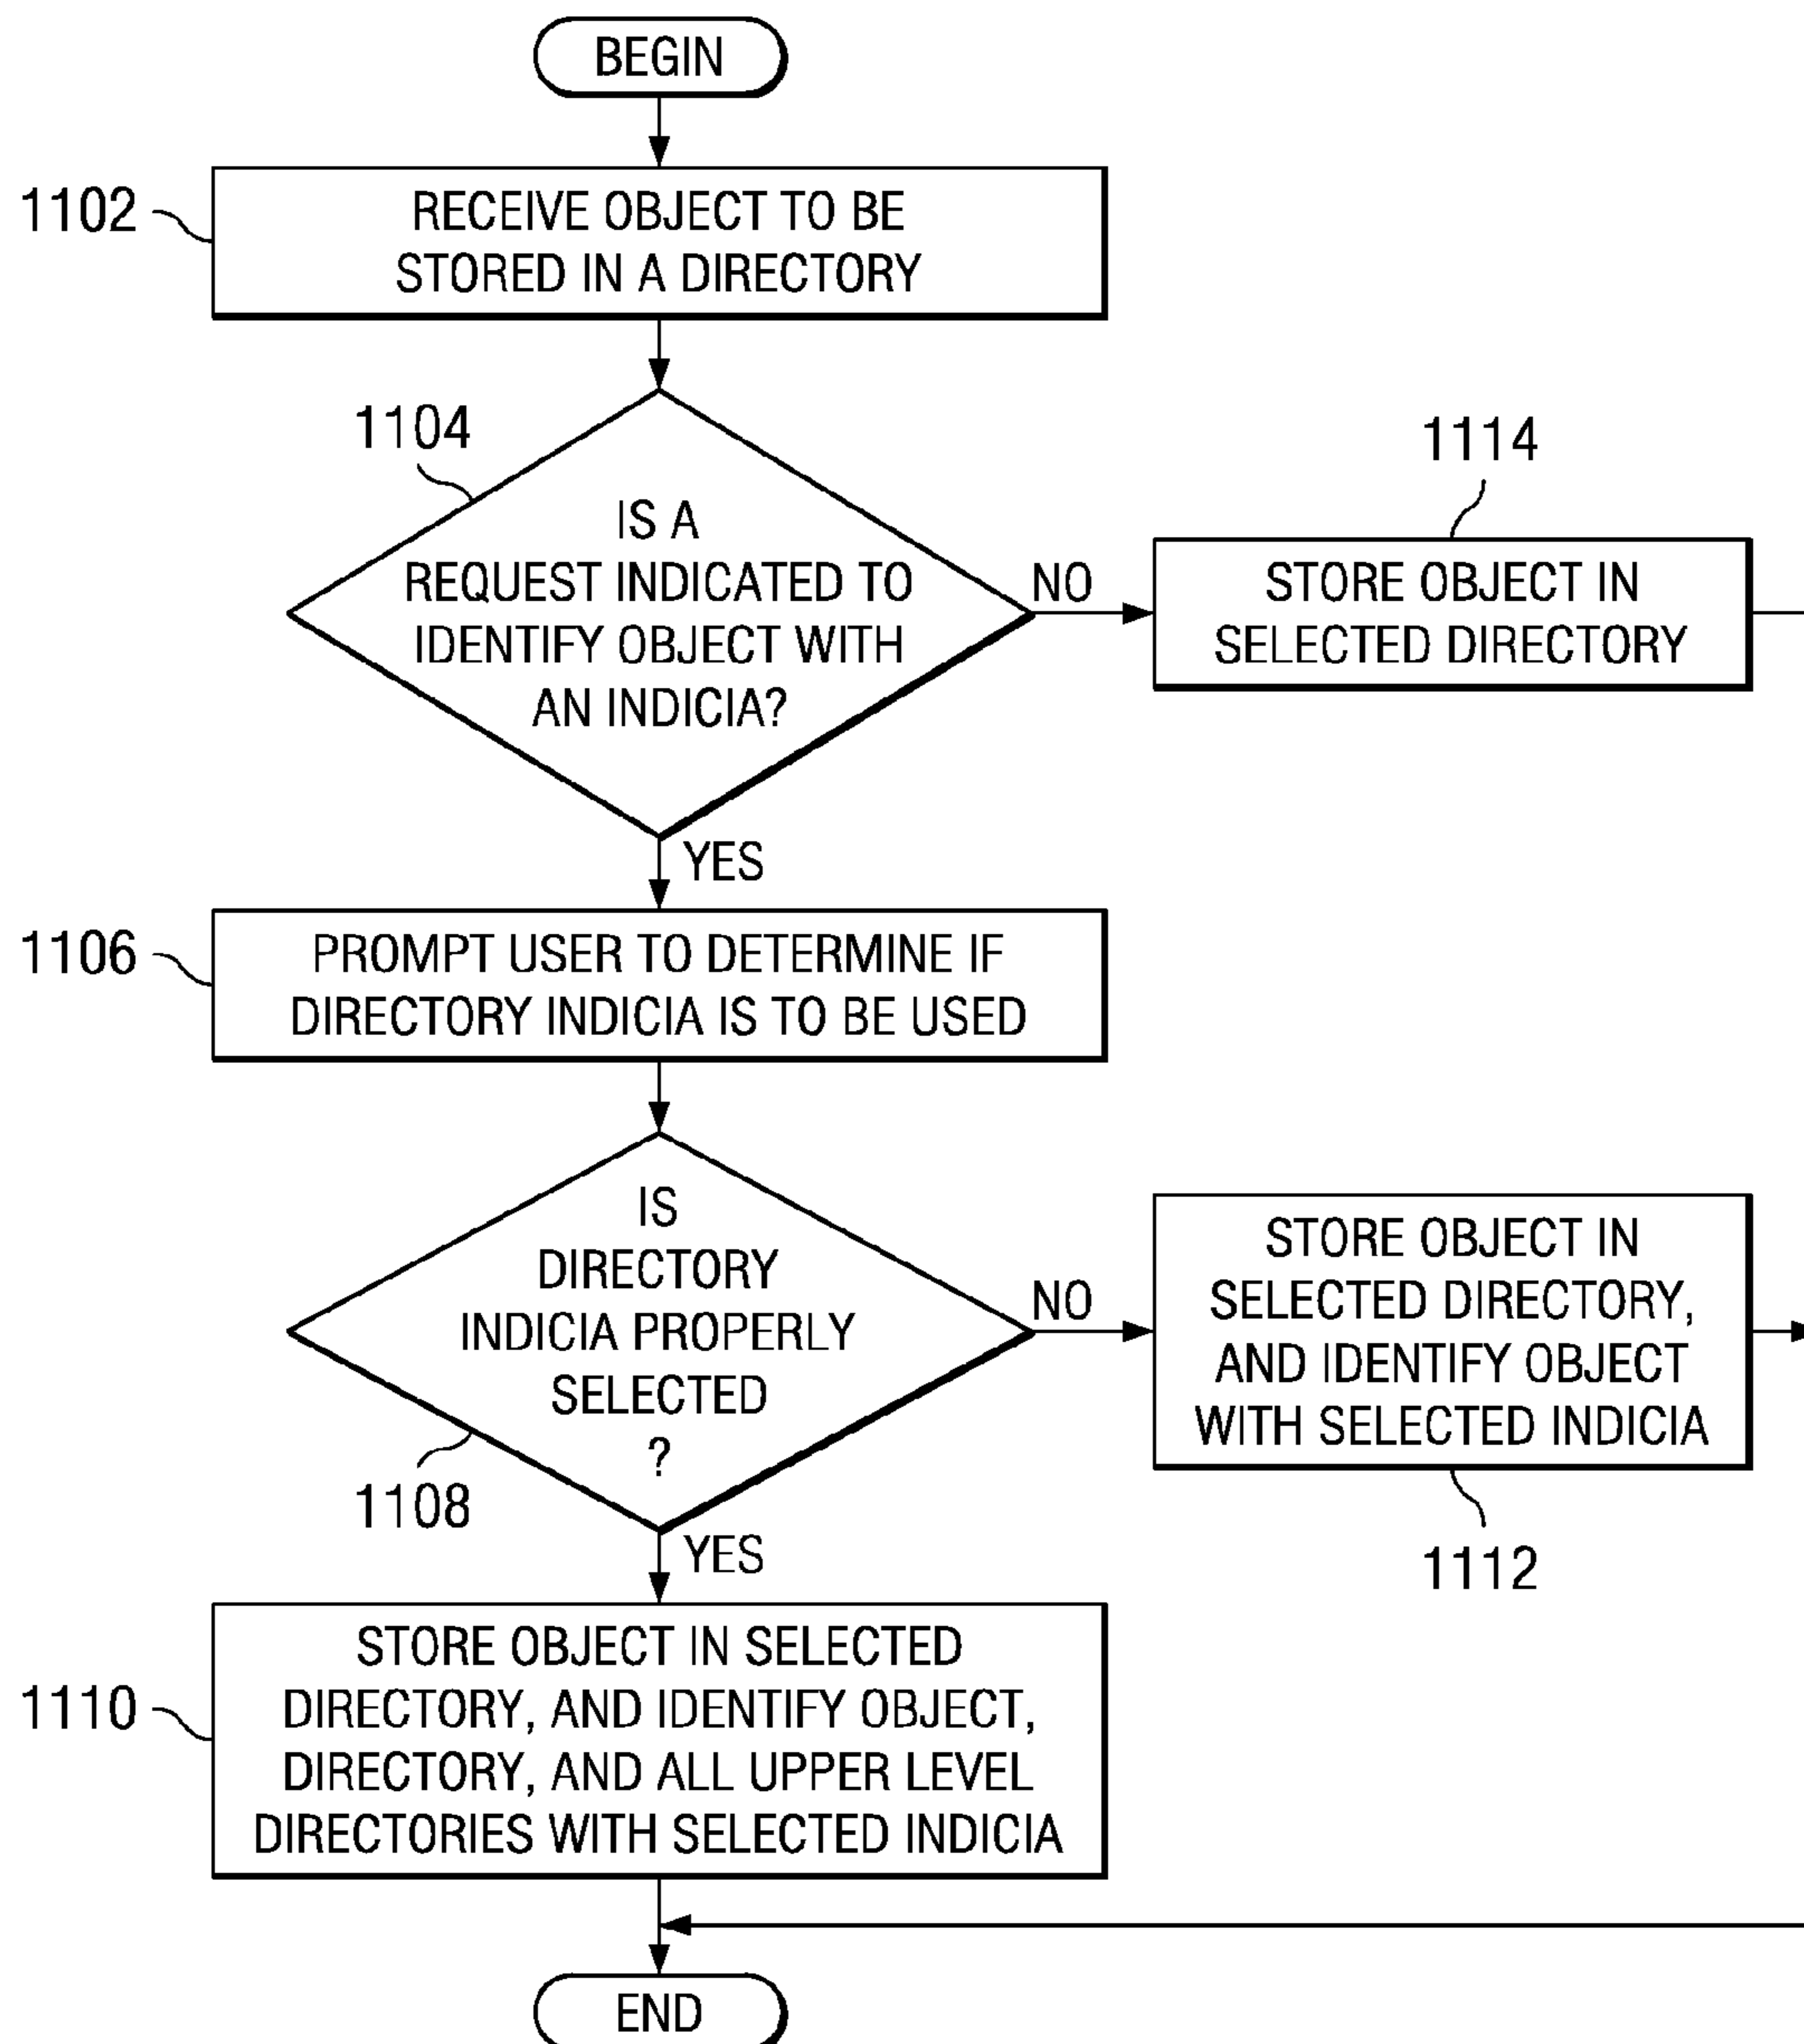 BEGIN
1102
RECEIVE OBJECT TO BE
STORED IN A DIRECTORY
1104
IS A
REQUEST INDICATED TO
IDENTIFY OBJECT WITH
AN INDICIA?
NO
1114
STORE OBJECT IN
SELECTED DIRECTORY
YES
1106
PROMPT USER TO DETERMINE IF
DIRECTORY INDICIA IS TO BE USED
IS
DIRECTORY
INDICIA PROPERLY
SELECTED
?
1108
NO
STORE OBJECT IN
SELECTED DIRECTORY,
AND IDENTIFY OBJECT
WITH SELECTED INDICIA
1112
YES
1110
STORE OBJECT IN SELECTED
DIRECTORY, AND IDENTIFY OBJECT,
DIRECTORY, AND ALL UPPER LEVEL
DIRECTORIES WITH SELECTED INDICIA
END